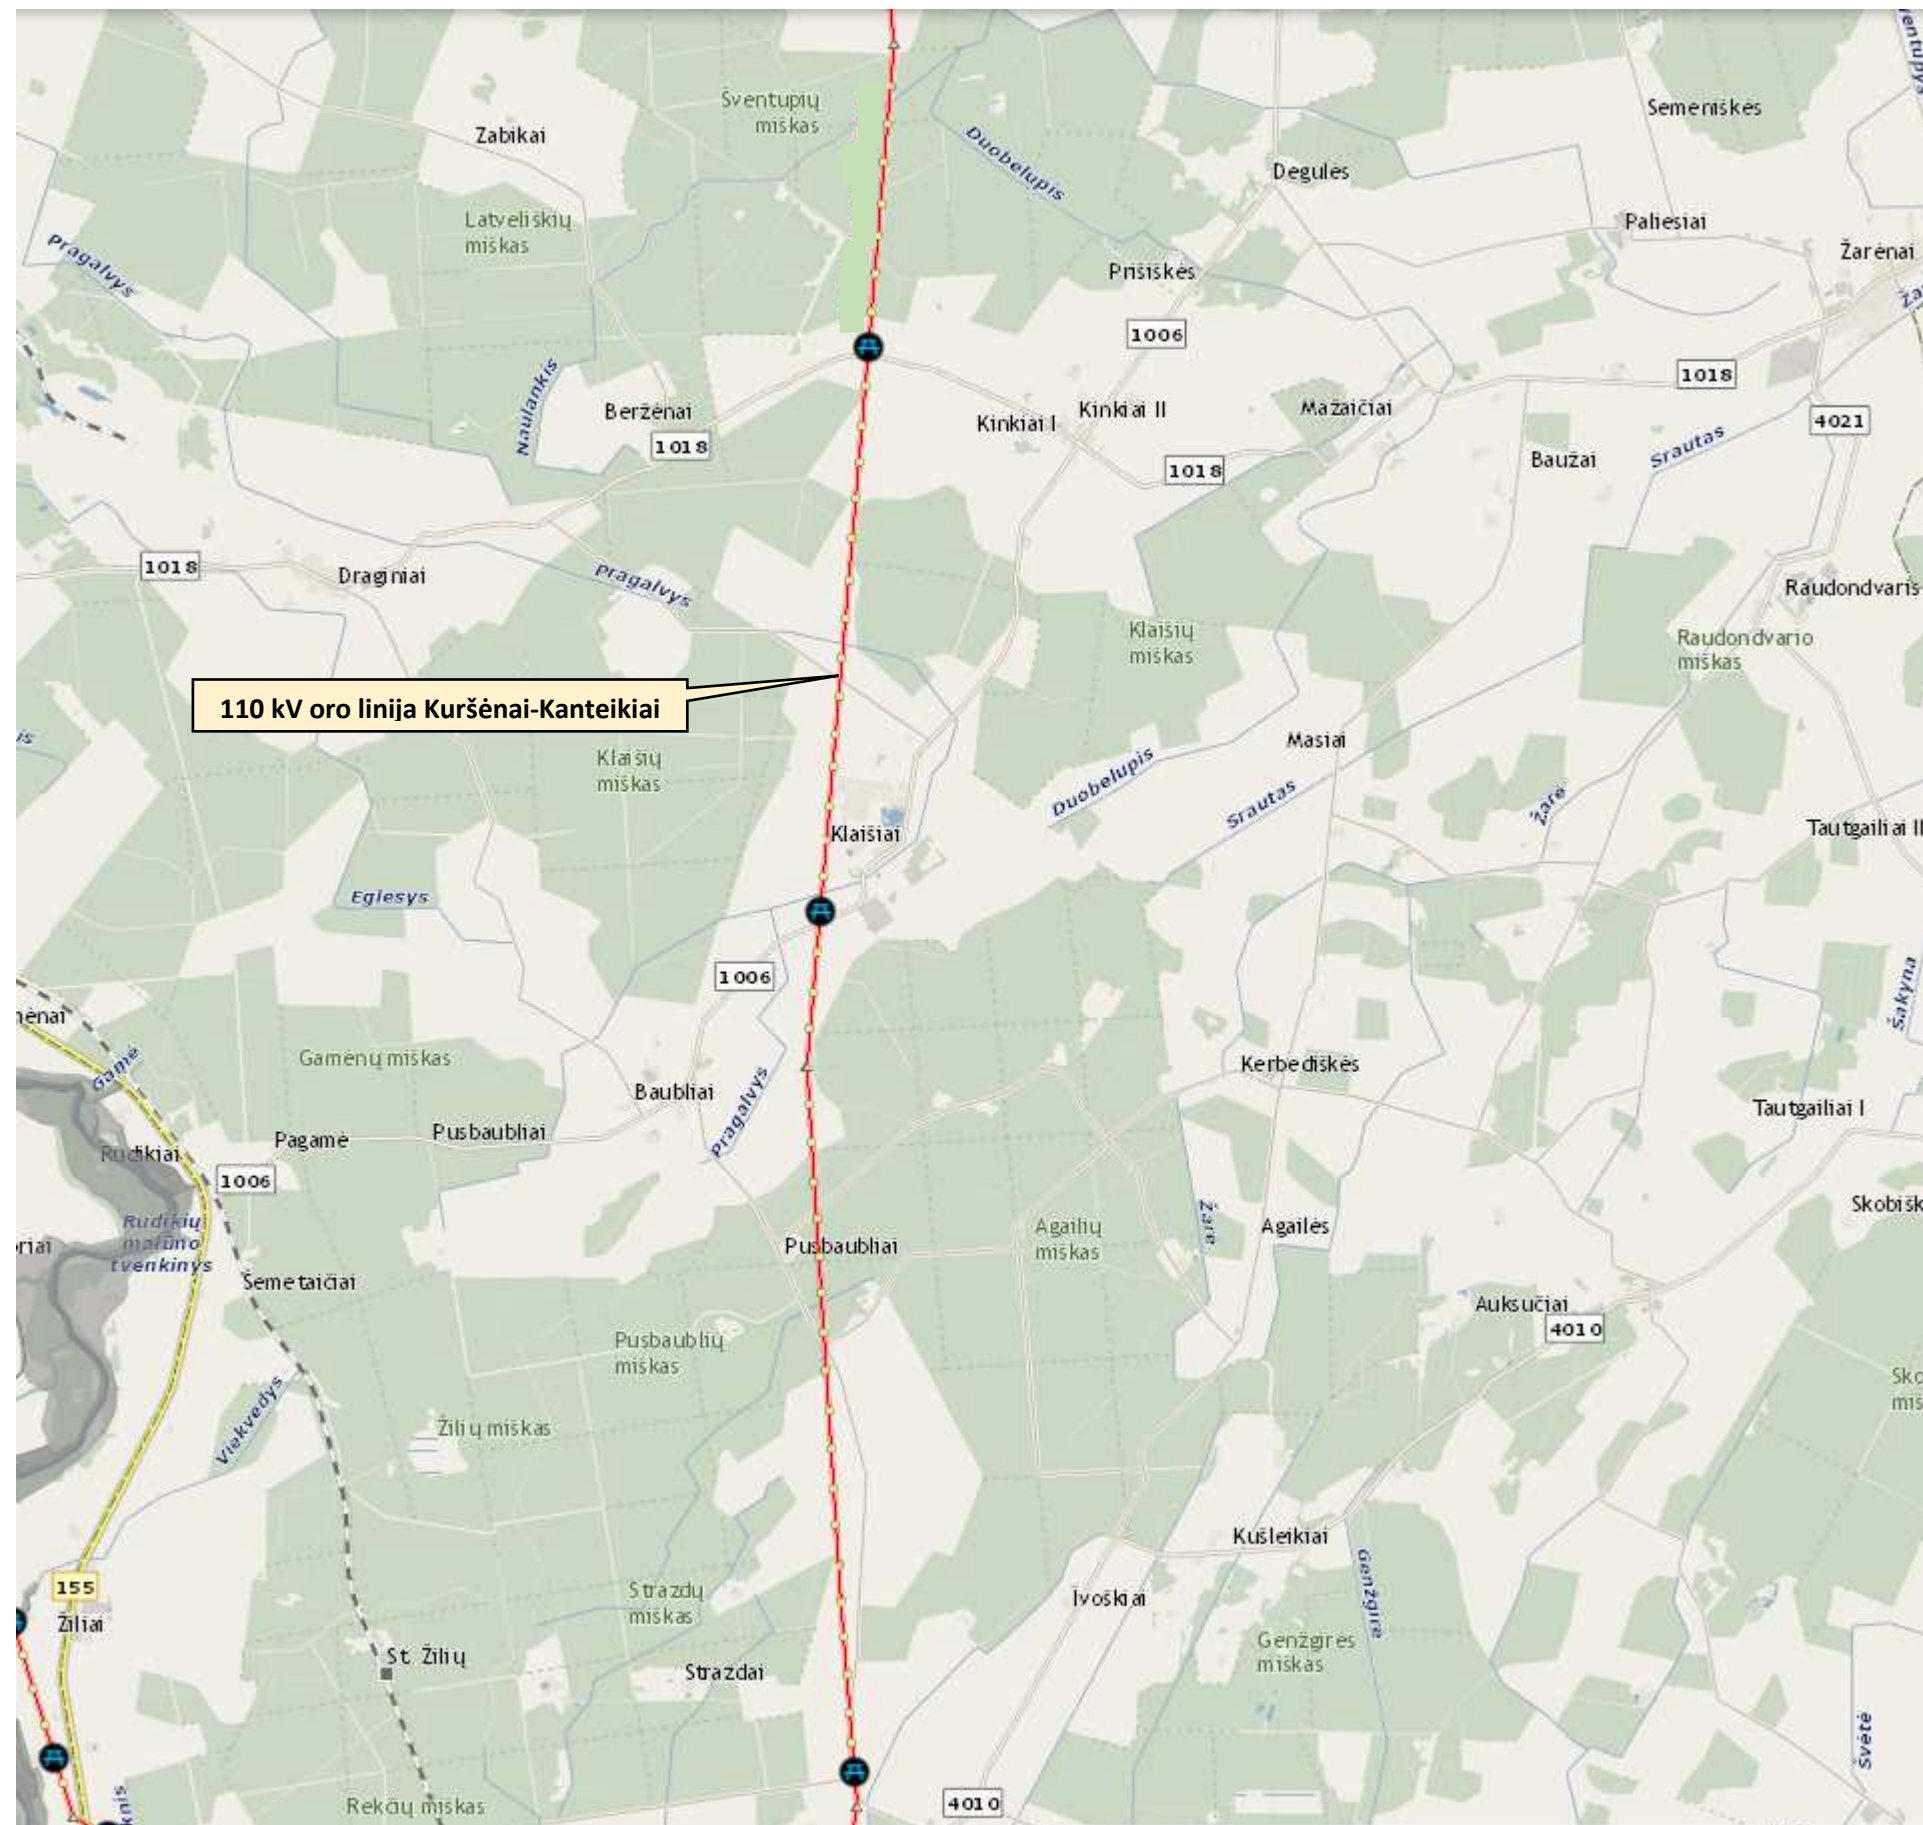 Šventupių
miškas
Zabikai
Semeniškės
Duobelupis
Degulės
Latveliškių
miškas
Paliesiai
Pragalvys
Žarėnai
Prišiškės
1006
1018
Naulankis
Beržėnai
1018
Kinkiai I
Kinkiai II
Mažaičiai
4021
Srautas
Baužai
1018
1018
Draginiai
Pragalvys
Raudondvaris
Klaišių
miškas
Raudondvario
miškas
110 kV oro linija Kuršėnai-Kanteikiai
Klaišių
miškas
Masiai
Duobelupis
Srautas
Žarė
Klaišiai
Tautgailiai II
Eglesys
1006
Šakyna
Gamė
Gamėnų miškas
Baubliai
Pragalvys
Kerbediškės
Tautgailiai I
Rudikiai
Pagamė
Pusbaubliai
1006
Rudikių
malūno
tvenkinys
Agailių
miškas
Žarė
Agailės
Pusbaubliai
Šemetaičiai
Auksučiai
4010
Pusbaublių
miškas
Viekvedys
Žilių miškas
Kušleikiai
155
Žiliai
Strazdų
miškas
Ivoškiai
Genžgirė
Genžgirės
miškas
St. Žilių
Strazdai
Švėtė
Rekčių miškas
4010